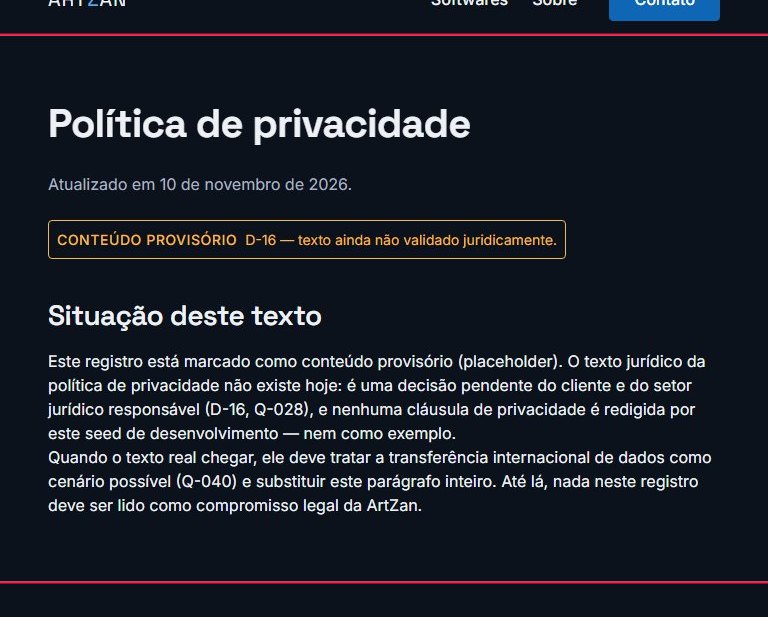 ARTZAN
Softwares Sobre Contato
Política de privacidade
Atualizado em 10 de novembro de 2026.
CONTEÚDO PROVISÓRIO D-16 — texto ainda não validado juridicamente.
Situação deste texto
Este registro está marcado como conteúdo provisório (placeholder). O texto jurídico da
política de privacidade não existe hoje: é uma decisão pendente do cliente e do setor
jurídico responsável (D-16, Q-028), e nenhuma cláusula de privacidade é redigida por
este seed de desenvolvimento — nem como exemplo.
Quando o texto real chegar, ele deve tratar a transferência internacional de dados como
cenário possível (Q-040) e substituir este parágrafo inteiro. Até lá, nada neste registro
deve ser lido como compromisso legal da ArtZan.